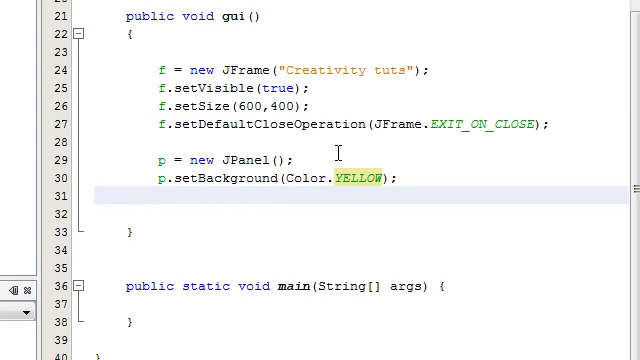 21 public void gui()
22 {
23
24 f = new JFrame("Creativity tuts");
25 f.setVisible(true);
26 f.setSize(600,400);
27 f.setDefaultCloseOperation(JFrame.EXIT_ON_CLOSE);
28
29 p = new JPanel();
30 p.setBackground(Color.YELLOW);
31
32
33 }
34
35
36 public static void main(String[] args) {
37
38 }
39
40 }